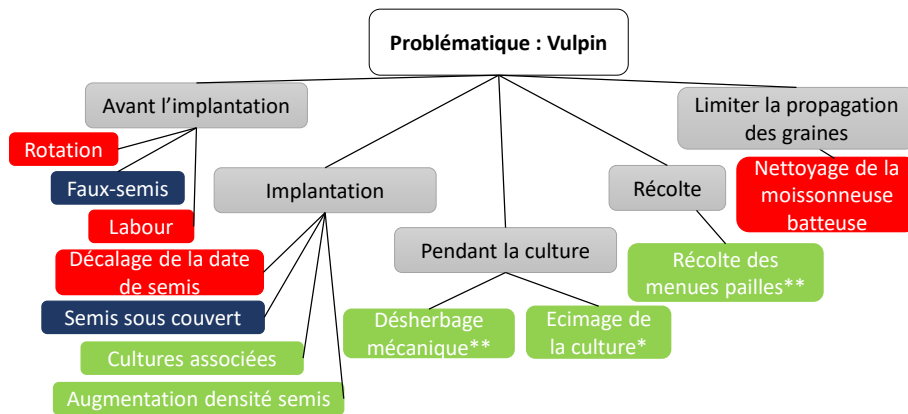 Problématique : Vulpin
Avant l’implantation
Rotation
Faux-semis
Labour
Implantation
Décalage de la date
de semis
Semis sous couvert
Cultures associées
Augmentation densité semis
Pendant la culture
Désherbage
mécanique**
Ecimage de
la culture*
Récolte
Récolte des
menues pailles**
Limiter la propagation
des graines
Nettoyage de la
moissonneuse
batteuse